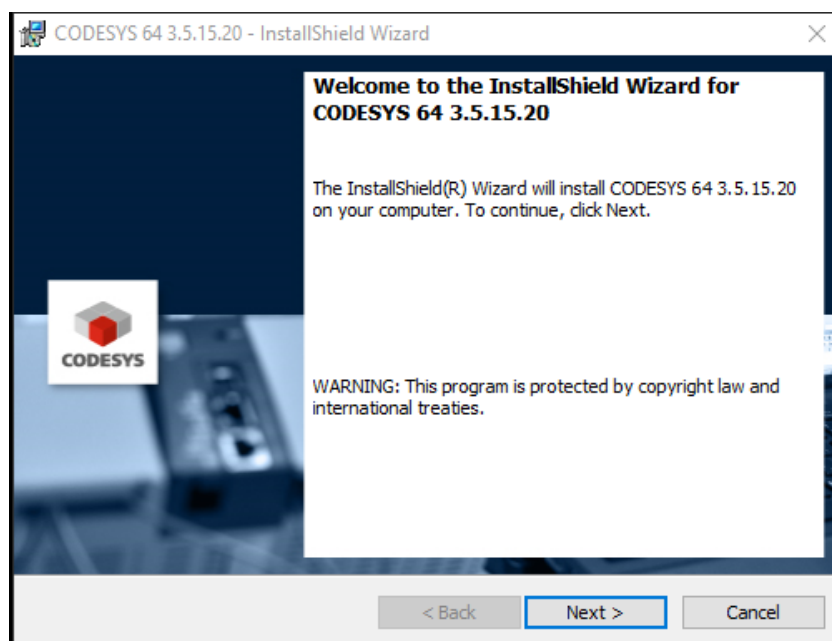 CODESYS 64 3.5.15.20 - InstallShield Wizard
Welcome to the InstallShield Wizard for
CODESYS 64 3.5.15.20
The InstallShield(R) Wizard will install CODESYS 64 3.5.15.20
on your computer. To continue, click Next.
CODESYS
WARNING: This program is protected by copyright law and
international treaties.
< Back
Next >
Cancel